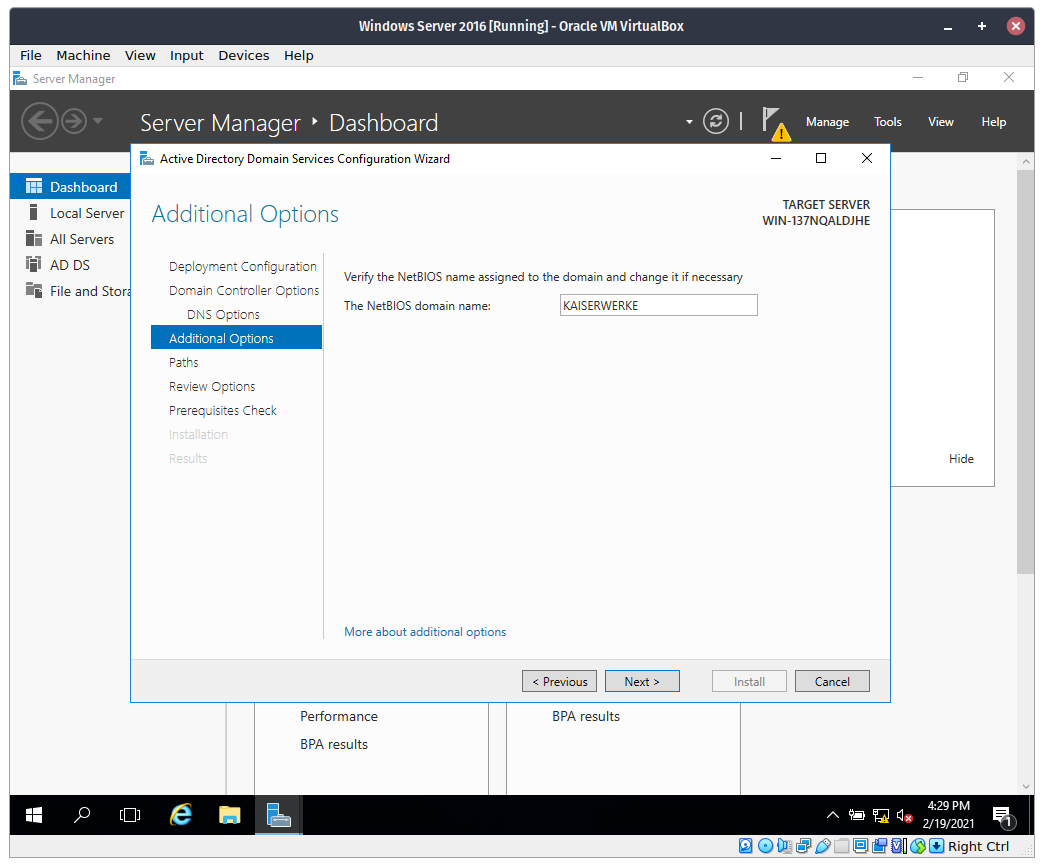 Windows Server 2016 [Running] - Oracle VM VirtualBox
File Machine View Input Devices Help
Server Manager
Server Manager Dashboard
Manage Tools View Help
Active Directory Domain Services Configuration Wizard
Dashboard
Local Server
All Servers
AD DS
File and Stora
Additional Options
TARGET SERVER
WIN-137NQALDJHE
Deployment Configuration
Domain Controller Options
DNS Options
Additional Options
Paths
Review Options
Prerequisites Check
Installation
Results
Verify the NetBIOS name assigned to the domain and change it if necessary
The NetBIOS domain name: KAISERWERKE
More about additional options
< Previous Next > Install Cancel
Hide
Performance
BPA results
BPA results
4:29 PM
2/19/2021
1
Right Ctrl